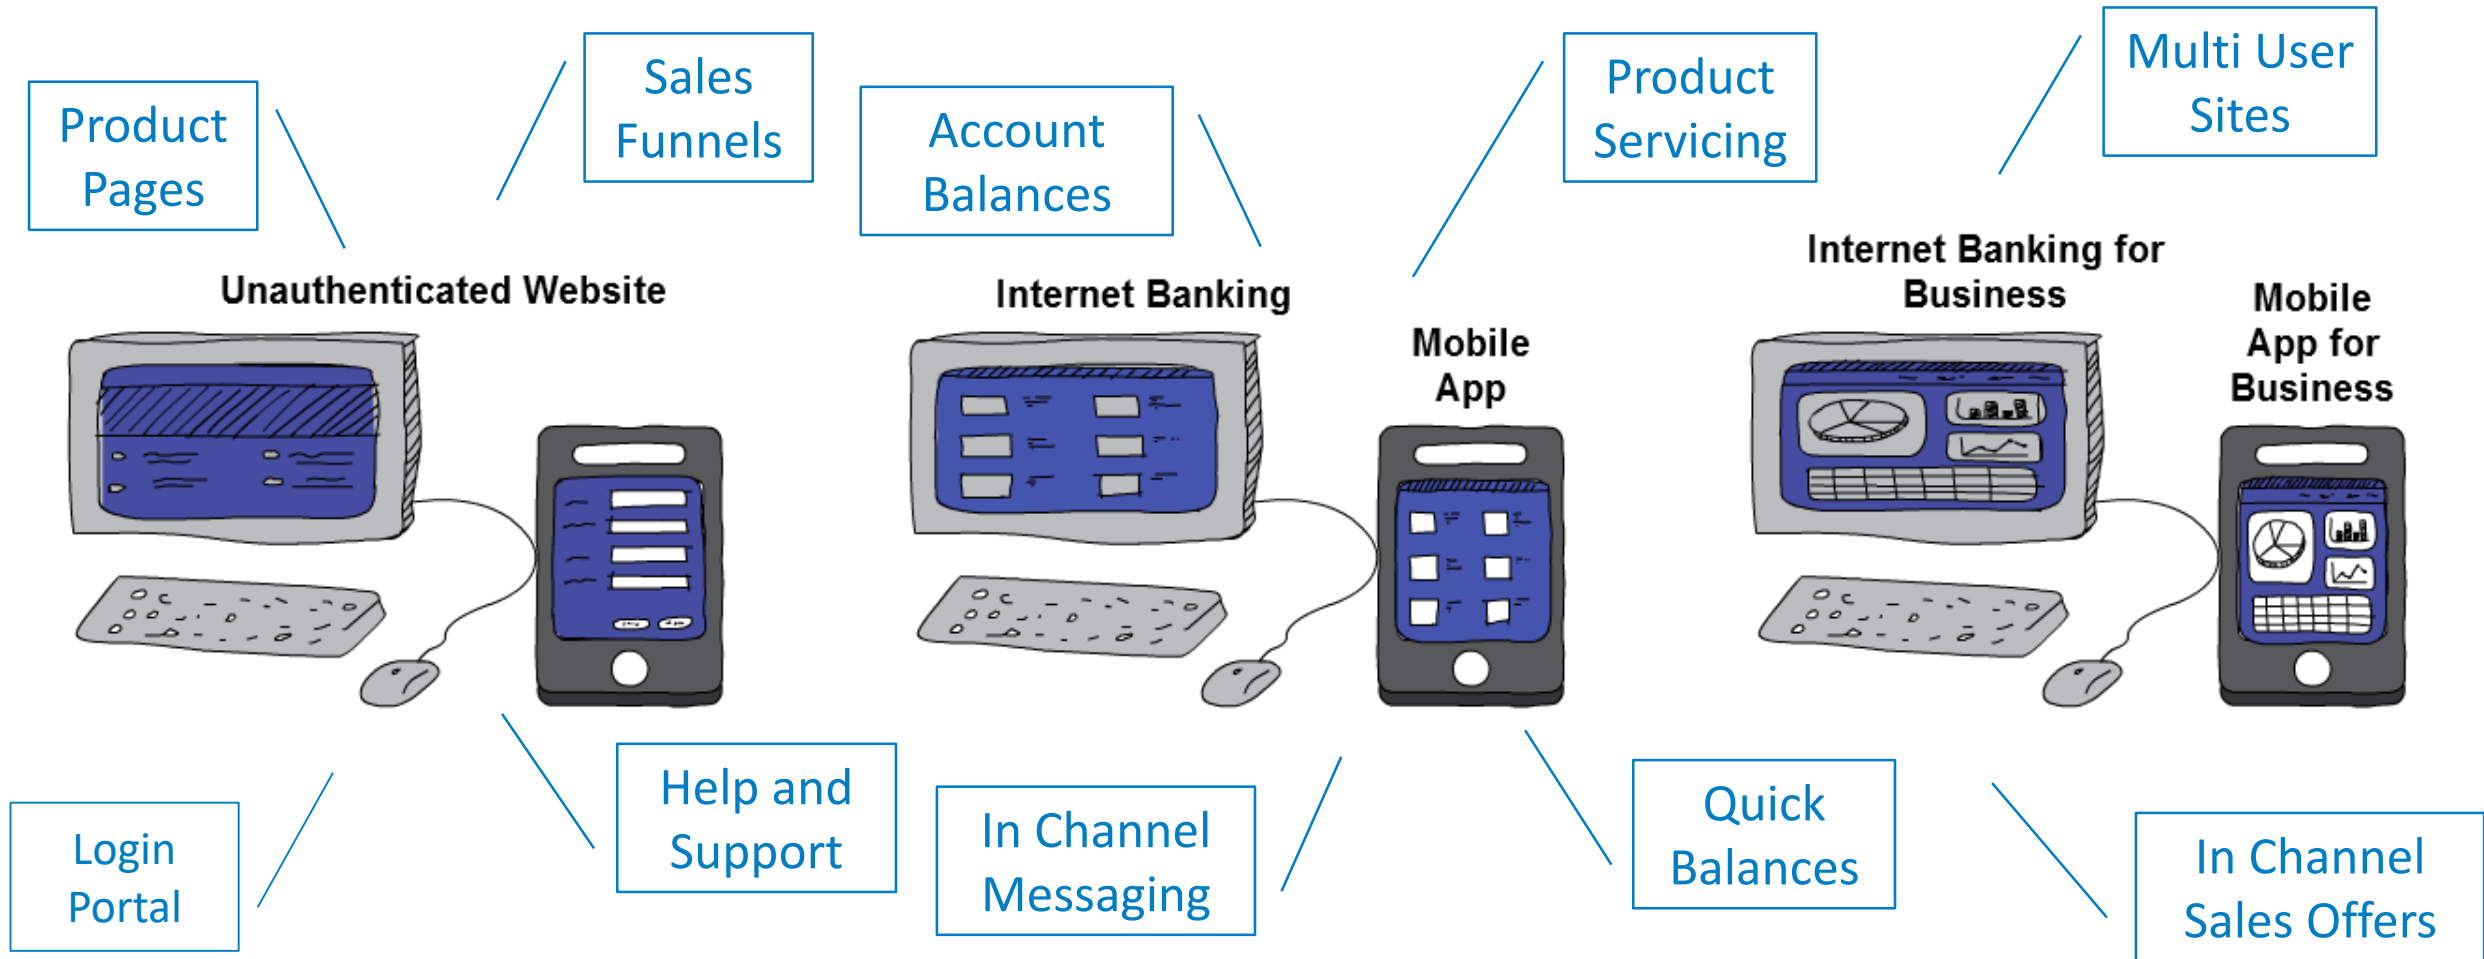 Product
Pages
Sales
Funnels
Account
Balances
Product
Servicing
Multi User
Sites
Unauthenticated Website
Internet Banking
Mobile
App
Internet Banking for
Business
Mobile
App for
Business
Login
Portal
Help and
Support
In Channel
Messaging
Quick
Balances
In Channel
Sales Offers